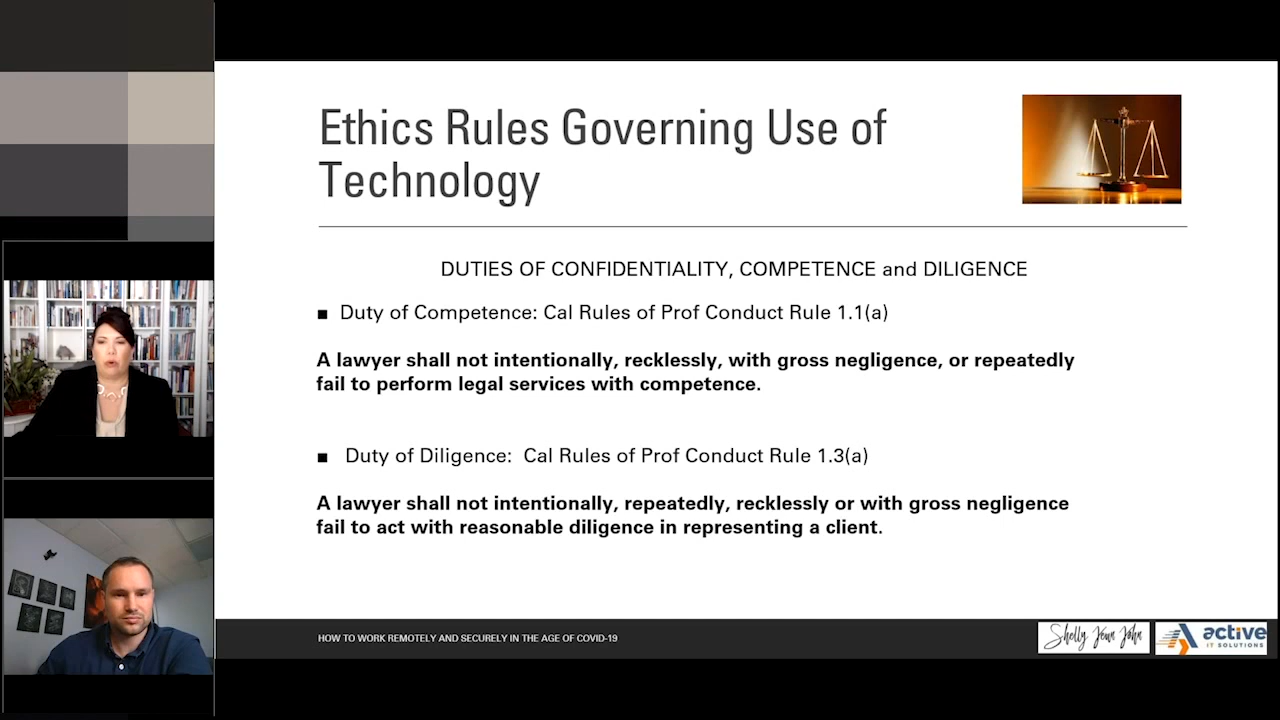 Ethics Rules Governing Use of
Technology
DUTIES OF CONFIDENTIALITY, COMPETENCE and DILIGENCE
■ Duty of Competence: Cal Rules of Prof Conduct Rule 1.1(a)
A lawyer shall not intentionally, recklessly, with gross negligence, or repeatedly
fail to perform legal services with competence.
■ Duty of Diligence: Cal Rules of Prof Conduct Rule 1.3(a)
A lawyer shall not intentionally, repeatedly, recklessly or with gross negligence
fail to act with reasonable diligence in representing a client.
HOW TO WORK REMOTELY AND SECURELY IN THE AGE OF COVID-19
Shelly Jean John
active
IT SOLUTIONS